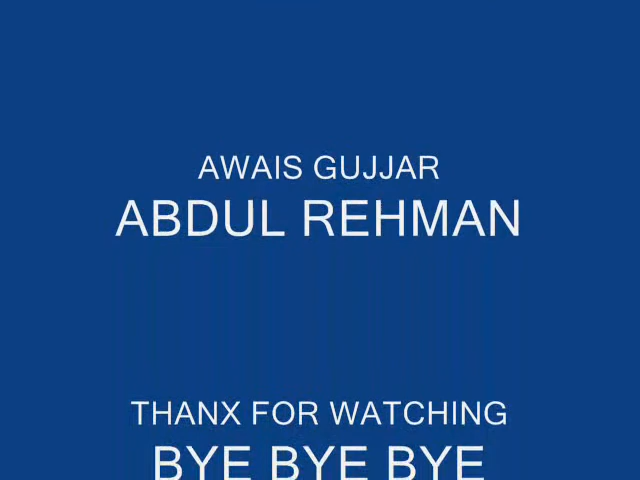 AWAIS GUJJAR
ABDUL REHMAN
THANX FOR WATCHING
BYE BYE BYE